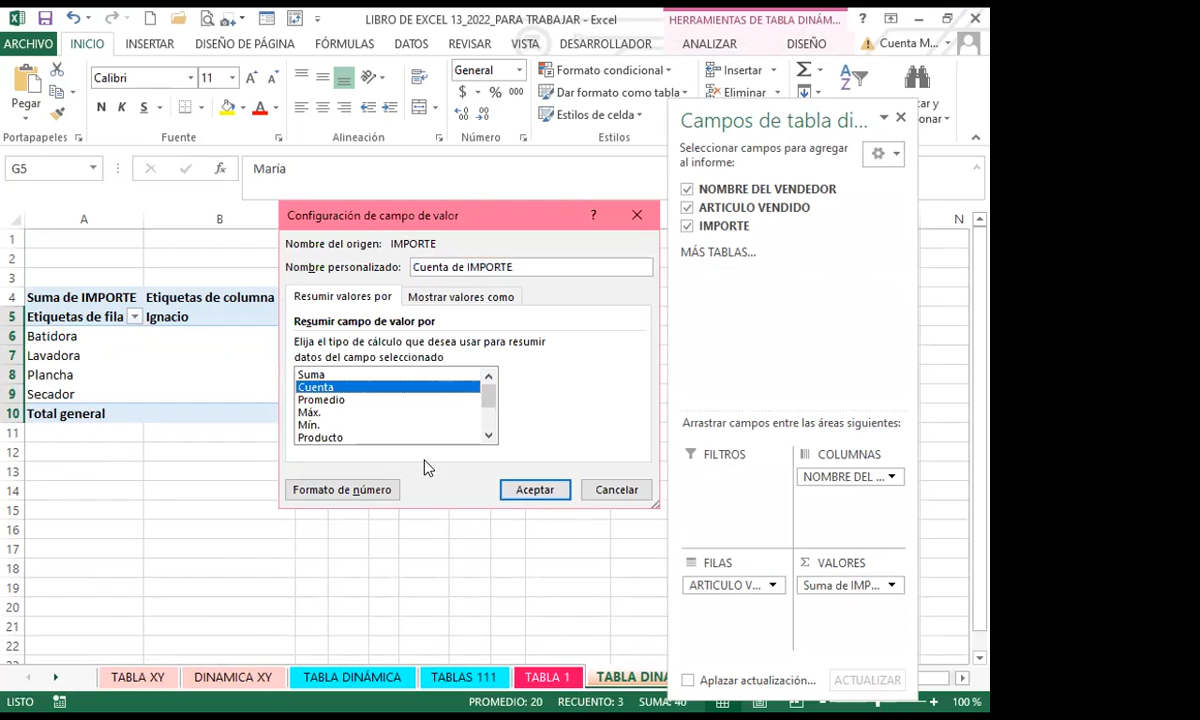 LIBRO DE EXCEL 13_2022_PARA TRABAJAR - Excel
HERRAMIENTAS DE TABLA DINÁM...
ARCHIVO INICIO INSERTAR DISEÑO DE PÁGINA FÓRMULAS DATOS REVISAR VISTA DESARROLLADOR ANALIZAR DISEÑO Cuenta M...
Pegar
Calibri 11
N K S
General
$ % 000
Formato condicional
Dar formato como tabla
Estilos de celda
Insertar
Eliminar
Portapapeles Fuente Alineación Número Estilos
G5 fx María
Campos de tabla di...
Seleccionar campos para agregar
al informe:
NOMBRE DEL VENDEDOR
ARTICULO VENDIDO
IMPORTE
MÁS TABLAS...
Arrastrar campos entre las áreas siguientes:
FILTROS COLUMNAS
NOMBRE DEL ...
FILAS VALORES
ARTICULO V... Suma de IMP...
Aplazar actualización... ACTUALIZAR
A B N
1
2
3
4 Suma de IMPORTE Etiquetas de columna
5 Etiquetas de fila Ignacio
6 Batidora
7 Lavadora
8 Plancha
9 Secador
10 Total general
11
12
13
14
15
16
17
18
19
20
21
22
Configuración de campo de valor ?
Nombre del origen: IMPORTE
Nombre personalizado: Cuenta de IMPORTE
Resumir valores por Mostrar valores como
Resumir campo de valor por
Elija el tipo de cálculo que desea usar para resumir
datos del campo seleccionado
Suma
Cuenta
Promedio
Máx.
Mín.
Producto
Formato de número Aceptar Cancelar
TABLA XY DINAMICA XY TABLA DINÁMICA TABLAS 111 TABLA 1 TABLA DINA
LISTO PROMEDIO: 20 RECUENTO: 3 SUMA: 40 100 %